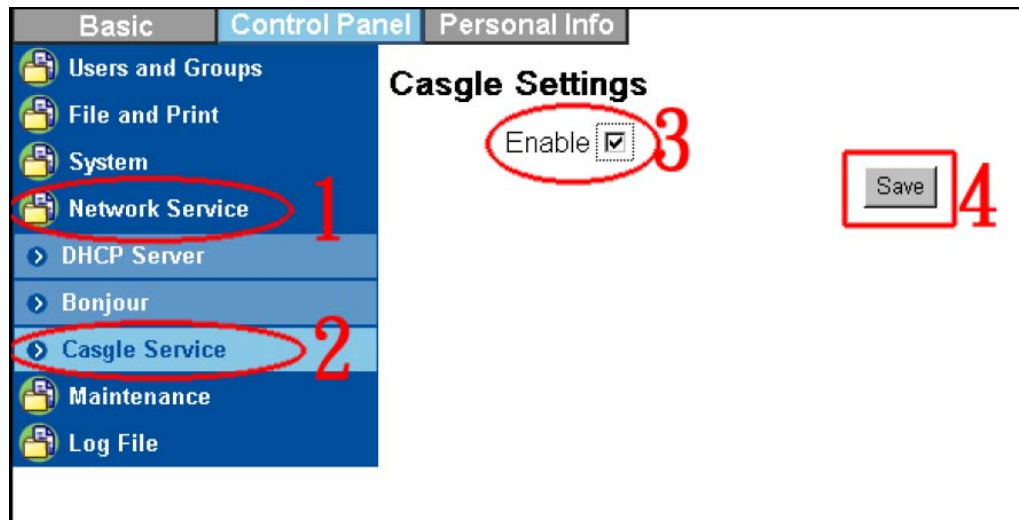 Basic Control Panel Personal Info
Users and Groups
File and Print
System
Network Service 1
DHCP Server
Bonjour
Casgle Service 2
Maintenance
Log File
Casgle Settings
Enable 3
Save 4